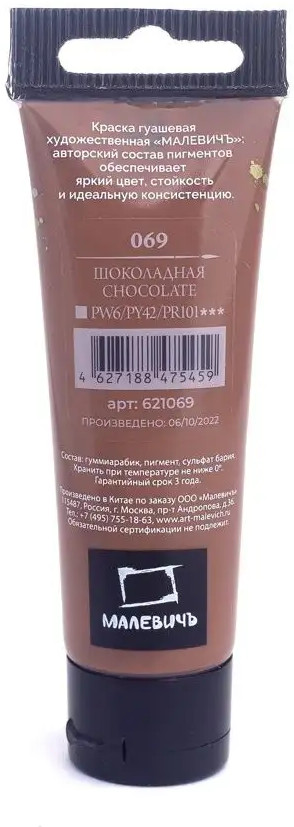 Краска гуашевая
художественная «МАЛЕВИЧЪ»:
авторский состав пигментов
обеспечивает
яркий цвет, стойкость
и идеальную консистенцию.
069
ШОКОЛАДНАЯ
CHOCOLATE
PW6/PY42/PR101***
4 627188 475459
арт: 621069
ПРОИЗВЕДЕНО: 06/10/2022
Состав: гуммиарабик, пигмент, сульфат бария.
Хранить при температуре не ниже 0°.
Гарантийный срок 3 года.
Произведено в Китае по заказу ООО «Малевичъ»
115487, Россия, г. Москва, пр-т Андропова, д.36.
Тел.: +7 (495) 755-18-63, www.art-malevich.ru
Обязательной сертификации не подлежит.
МАЛЕВИЧЪ